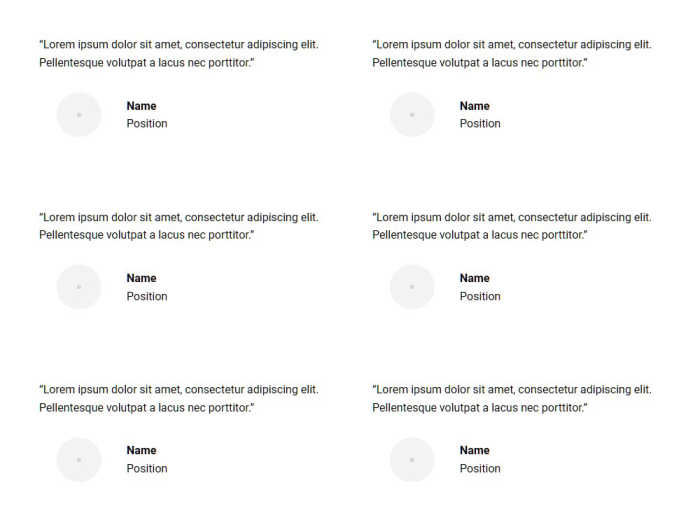 “Lorem ipsum dolor sit amet, consectetur adipiscing elit.
Pellentesque volutpat a lacus nec porttitor.”
Name
Position
“Lorem ipsum dolor sit amet, consectetur adipiscing elit.
Pellentesque volutpat a lacus nec porttitor.”
Name
Position
“Lorem ipsum dolor sit amet, consectetur adipiscing elit.
Pellentesque volutpat a lacus nec porttitor.”
Name
Position
“Lorem ipsum dolor sit amet, consectetur adipiscing elit.
Pellentesque volutpat a lacus nec porttitor.”
Name
Position
“Lorem ipsum dolor sit amet, consectetur adipiscing elit.
Pellentesque volutpat a lacus nec porttitor.”
Name
Position
“Lorem ipsum dolor sit amet, consectetur adipiscing elit.
Pellentesque volutpat a lacus nec porttitor.”
Name
Position